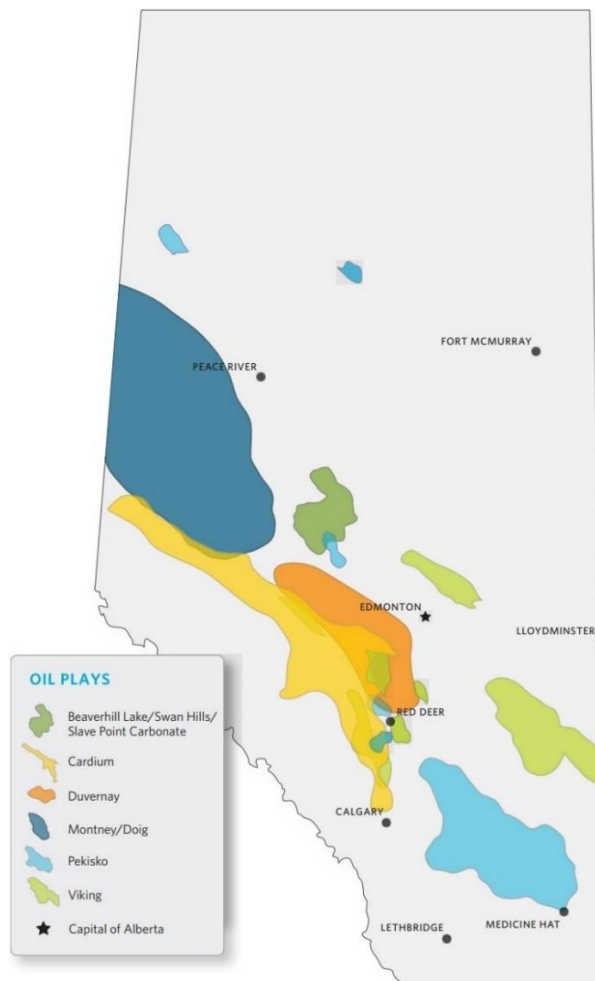 FORT MCMURRAY
PEACE RIVER
EDMONTON
LLOYDMINSTER
RED DEER
CALGARY
MEDICINE HAT
LETHBRIDGE
OIL PLAYS
Beaverhill Lake/Swan Hills/
Slave Point Carbonate
Cardium
Duvernay
Montney/Doig
Pekisko
Viking
Capital of Alberta